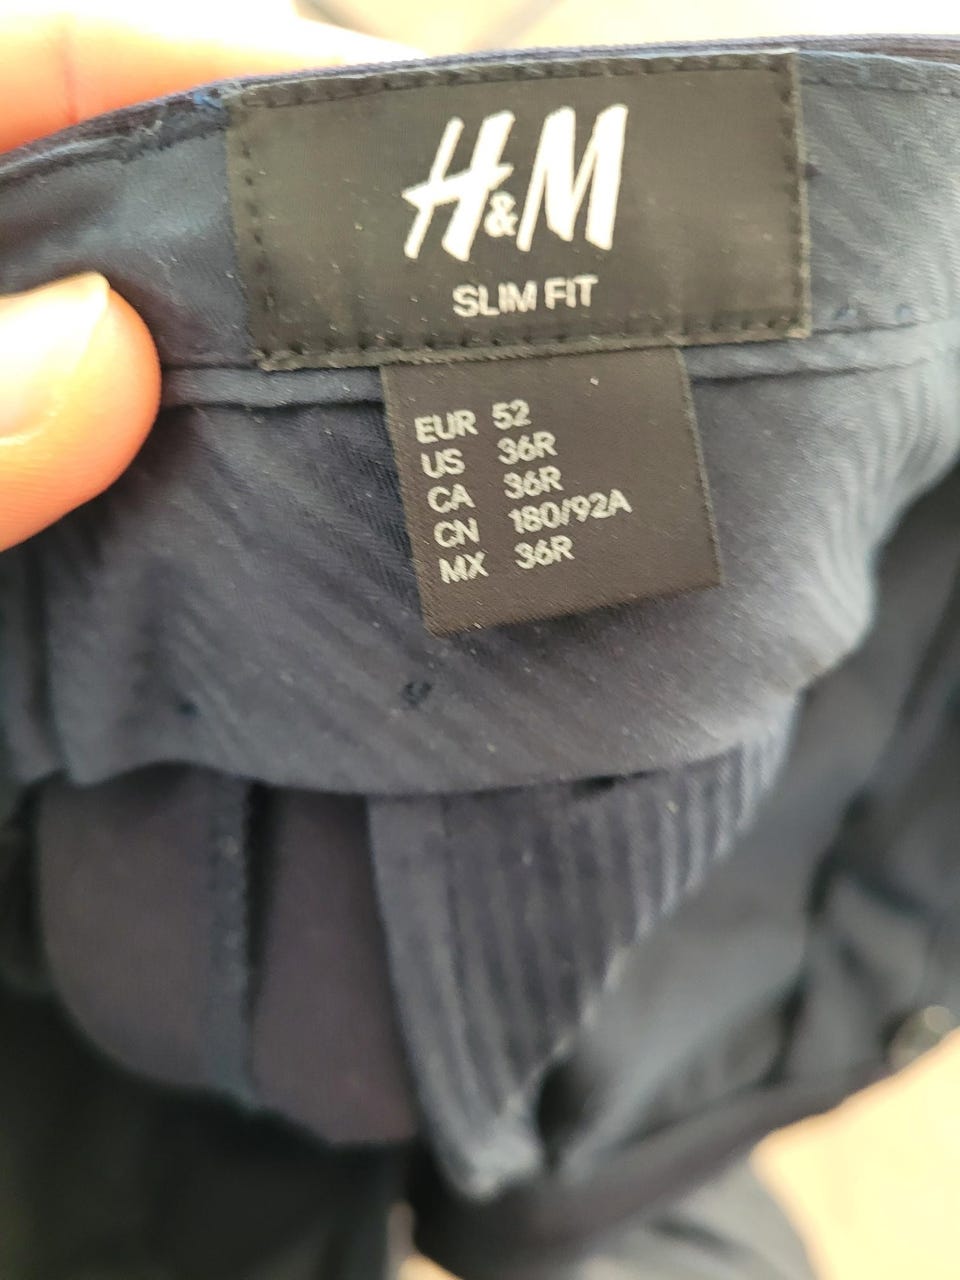 H&M
SLIM FIT
EUR 52
US 36R
CA 36R
CN 180/92A
MX 36R